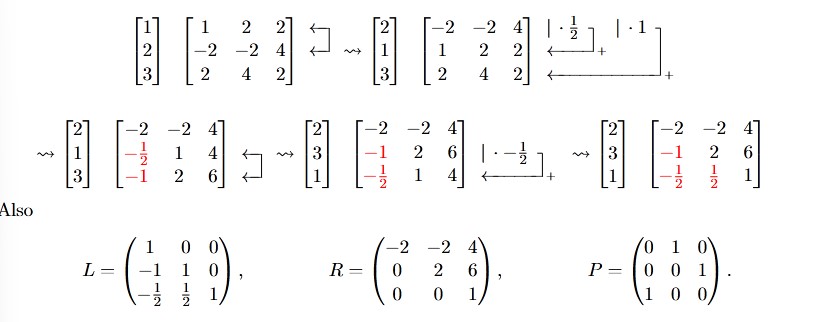 \begin{bmatrix} 1 \\ 2 \\ 3 \end{bmatrix} \begin{bmatrix} 1 & 2 & 2 \\ -2 & -2 & 4 \\ 2 & 4 & 2 \end{bmatrix} ⇝ \begin{bmatrix} 2 \\ 1 \\ 3 \end{bmatrix} \begin{bmatrix} -2 & -2 & 4 \\ 1 & 2 & 2 \\ 2 & 4 & 2 \end{bmatrix} | \cdot \frac{1}{2} + | \cdot 1 +
⇝ \begin{bmatrix} 2 \\ 1 \\ 3 \end{bmatrix} \begin{bmatrix} -2 & -2 & 4 \\ -\frac{1}{2} & 1 & 4 \\ -1 & 2 & 6 \end{bmatrix} ⇝ \begin{bmatrix} 2 \\ 3 \\ 1 \end{bmatrix} \begin{bmatrix} -2 & -2 & 4 \\ -1 & 2 & 6 \\ -\frac{1}{2} & 1 & 4 \end{bmatrix} | \cdot -\frac{1}{2} + ⇝ \begin{bmatrix} 2 \\ 3 \\ 1 \end{bmatrix} \begin{bmatrix} -2 & -2 & 4 \\ -1 & 2 & 6 \\ -\frac{1}{2} & \frac{1}{2} & 1 \end{bmatrix}
Also
L = \begin{pmatrix} 1 & 0 & 0 \\ -1 & 1 & 0 \\ -\frac{1}{2} & \frac{1}{2} & 1 \end{pmatrix}, R = \begin{pmatrix} -2 & -2 & 4 \\ 0 & 2 & 6 \\ 0 & 0 & 1 \end{pmatrix}, P = \begin{pmatrix} 0 & 1 & 0 \\ 0 & 0 & 1 \\ 1 & 0 & 0 \end{pmatrix}.